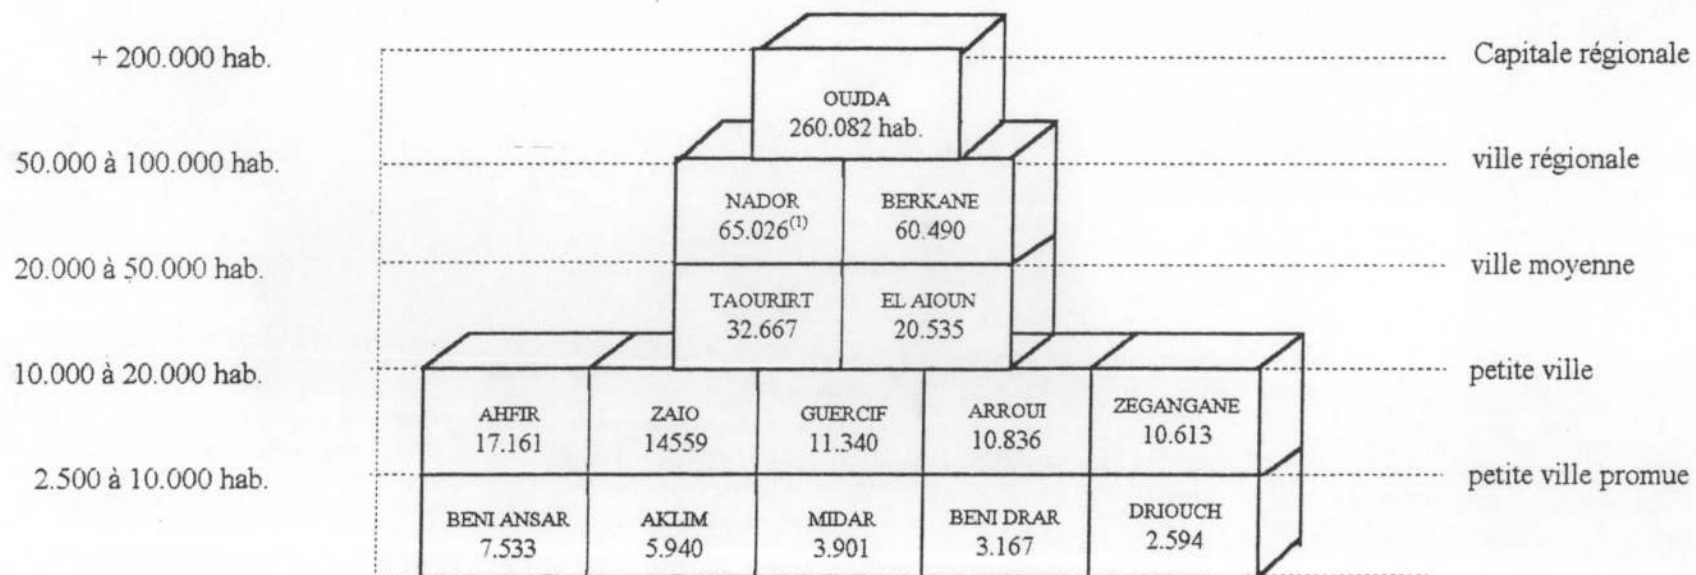 + 200.000 hab.
Capitale régionale
OUJDA
260.082 hab.
50.000 à 100.000 hab.
ville régionale
NADOR
65.026(1)
BERKANE
60.490
20.000 à 50.000 hab.
ville moyenne
TAOURIRT
32.667
EL AIOUN
20.535
10.000 à 20.000 hab.
petite ville
AHFIR
17.161
ZAIO
14559
GUERCIF
11.340
ARROUI
10.836
ZEGANGANE
10.613
2.500 à 10.000 hab.
petite ville promue
BENI ANSAR
7.533
AKLIM
5.940
MIDAR
3.901
BENI DRAR
3.167
DRIOUCH
2.594